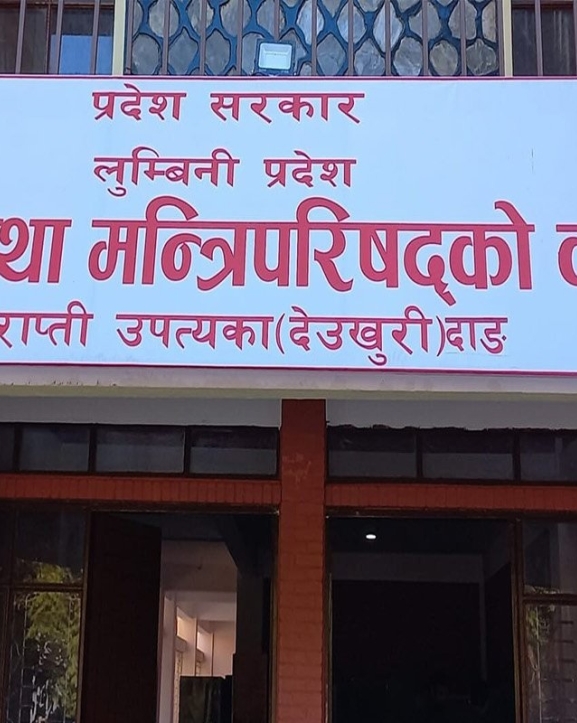 प्रदेश सरकार
लुम्बिनी प्रदेश
मन्त्रिपरिषद्को
राप्ती उपत्यका(देउखुरी)दाङ